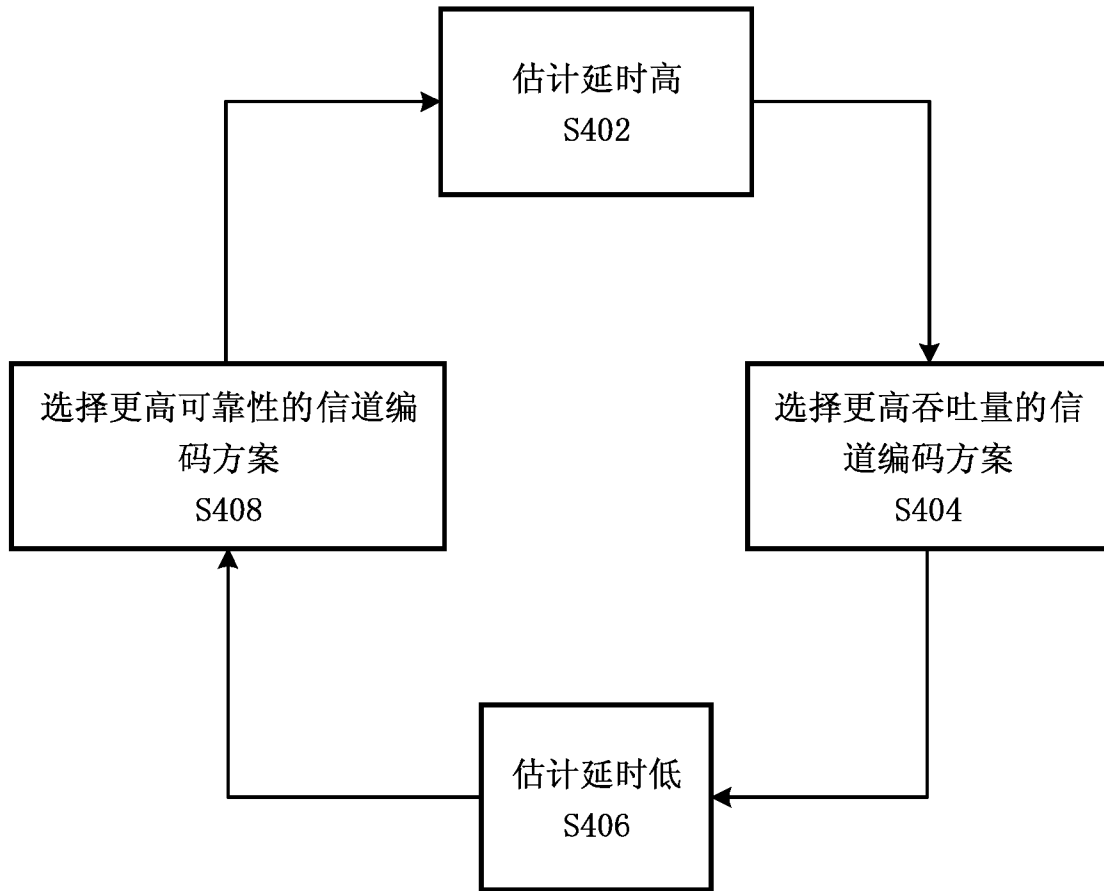 估计延时高
S402
选择更高可靠性的信道编
码方案
S408
选择更高吞吐量的信
道编码方案
S404
估计延时低
S406